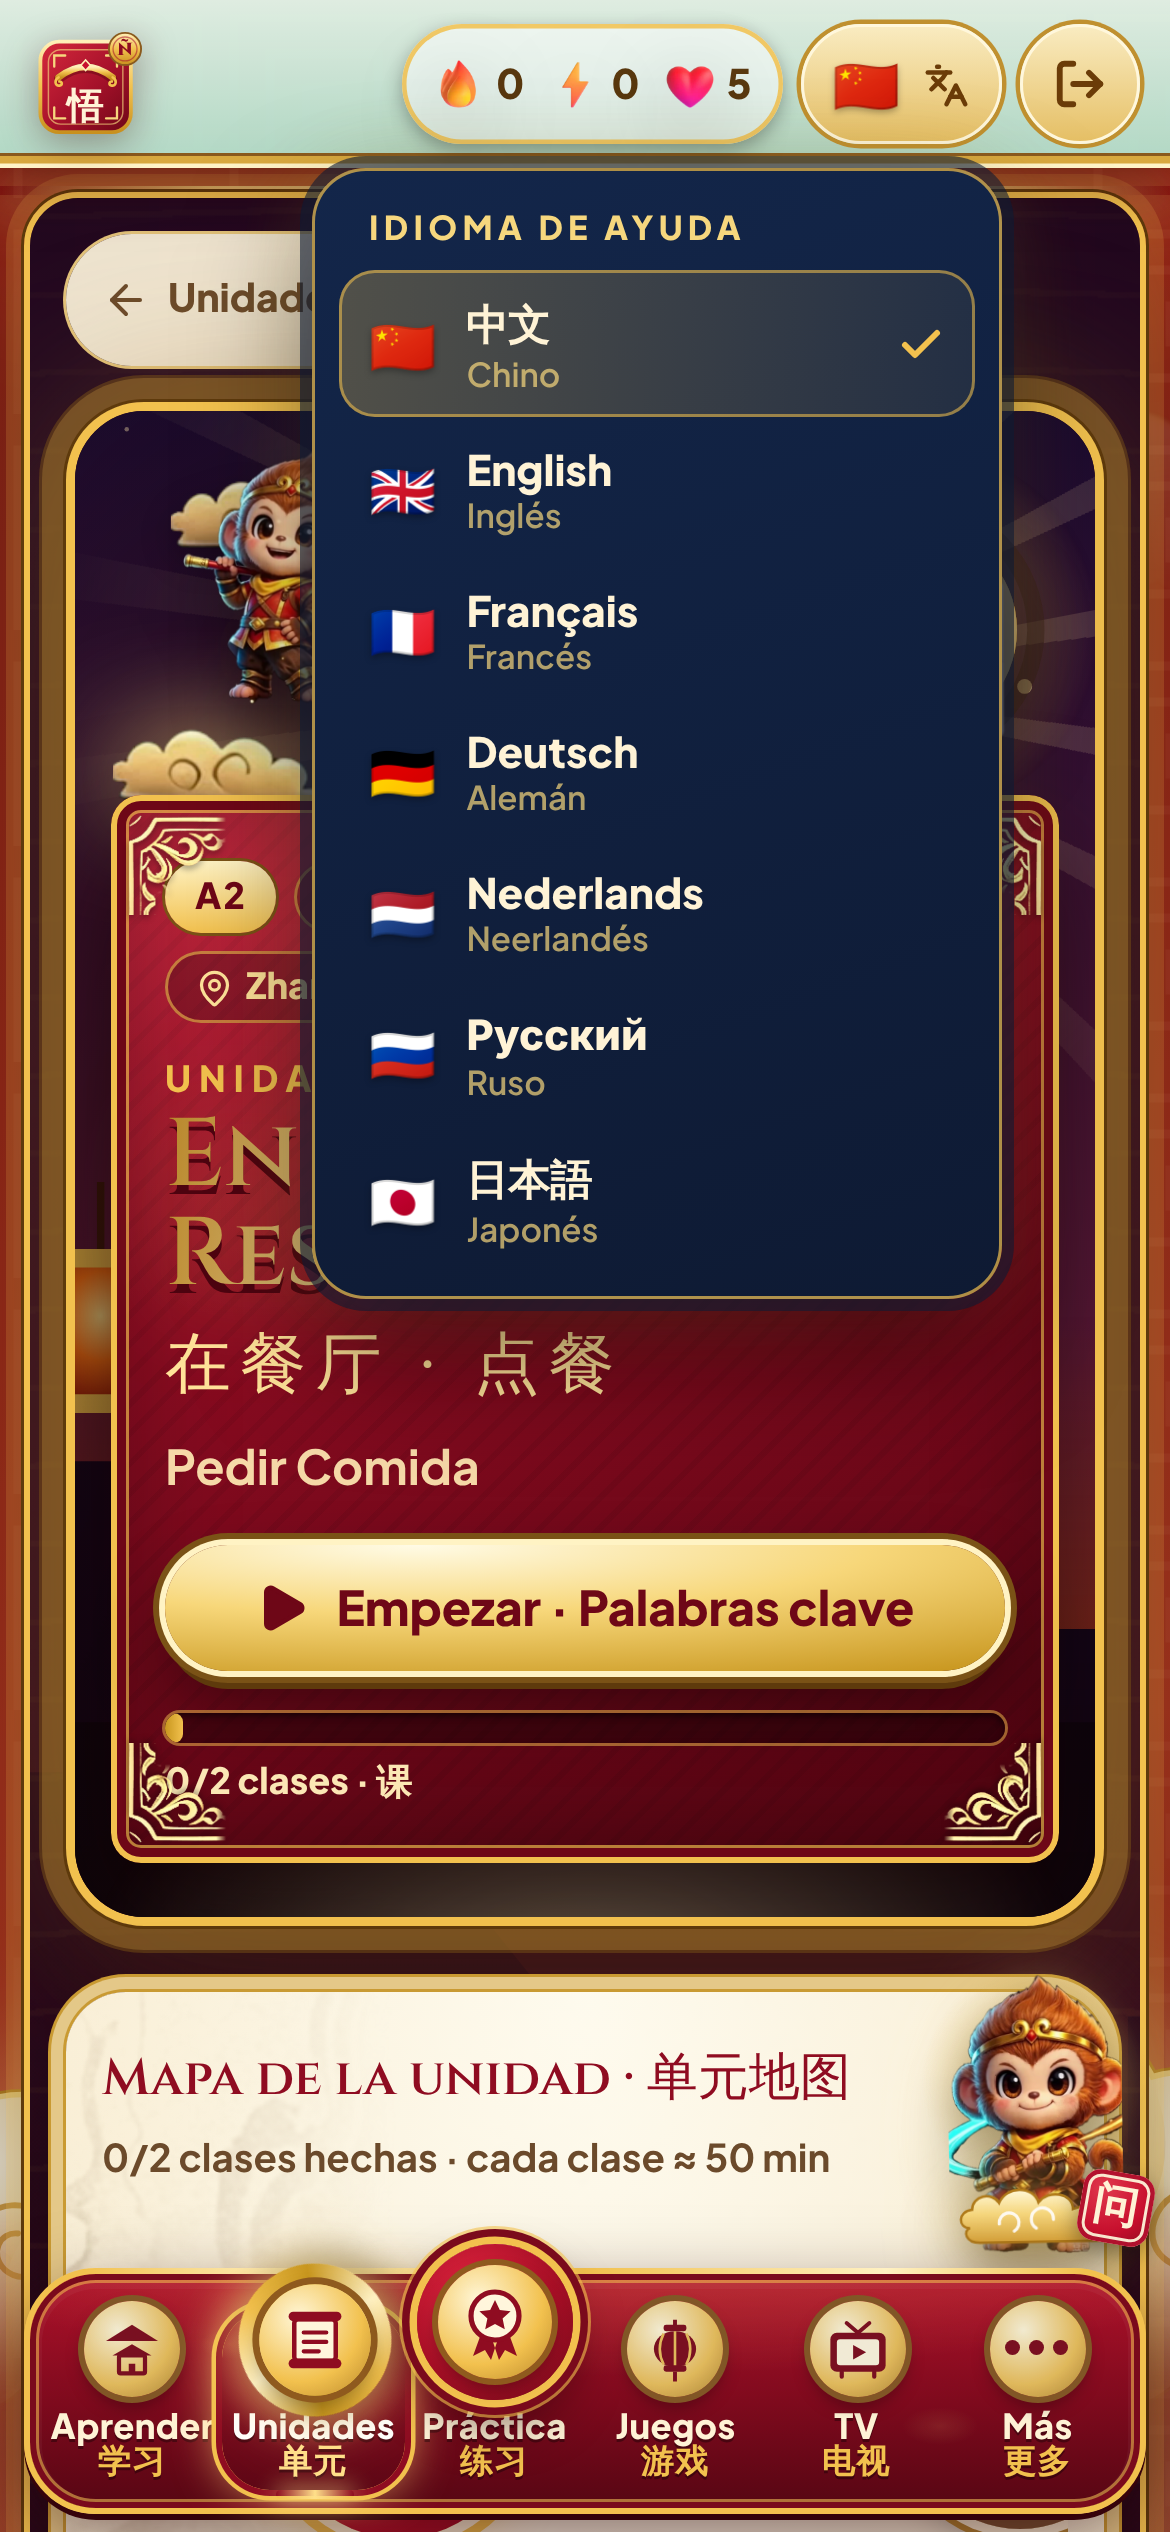 悟
Ñ
0 0 5
IDIOMA DE AYUDA
中文
Chino
English
Inglés
Français
Francés
Deutsch
Alemán
Nederlands
Neerlandés
Русский
Ruso
日本語
Japonés
A2
在餐厅 · 点餐
Pedir Comida
Empezar · Palabras clave
0/2 clases · 课
Mapa de la unidad · 单元地图
0/2 clases hechas · cada clase ≈ 50 min
问
Aprender Unidades Práctica Juegos TV Más
学习 单元 练习 游戏 电视 更多